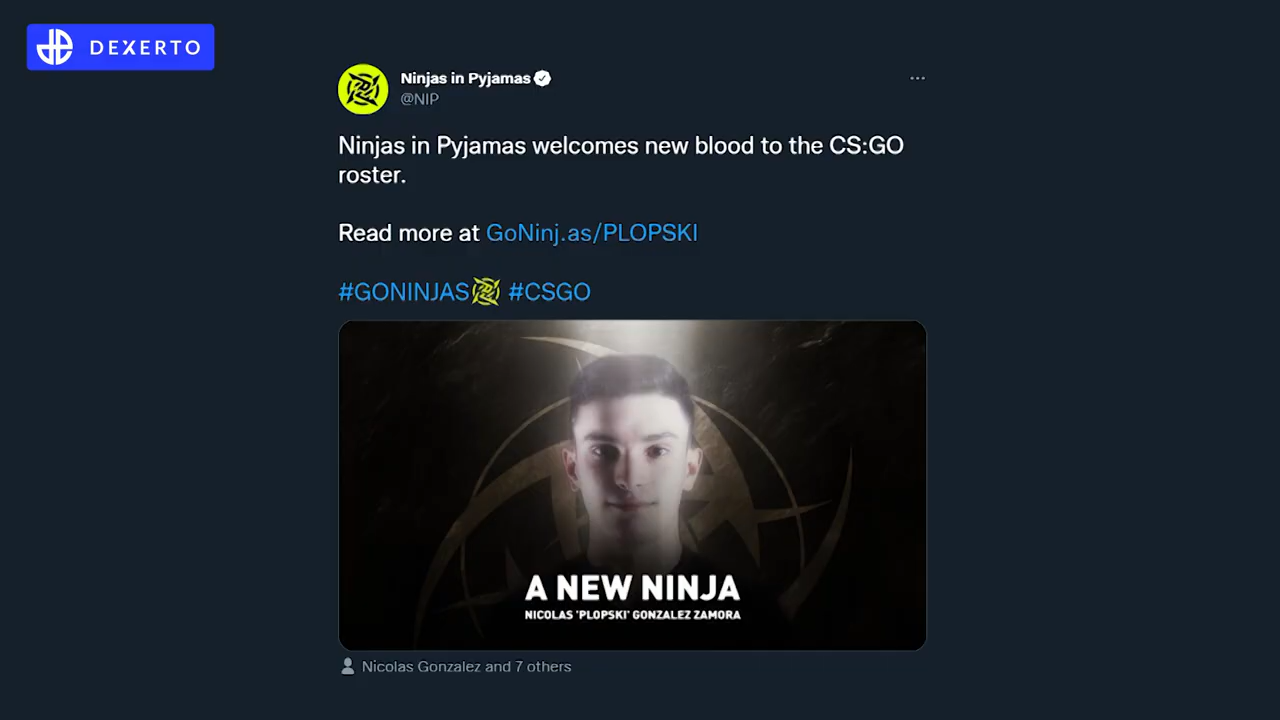 DEXERTO
Ninjas in Pyjamas
@NIP
Ninjas in Pyjamas welcomes new blood to the CS:GO
roster.
Read more at GoNinj.as/PLOPSKI
#GONINJAS #CSGO
A NEW NINJA
NICOLAS 'PLOPSKI' GONZALEZ ZAMORA
Nicolas Gonzalez and 7 others